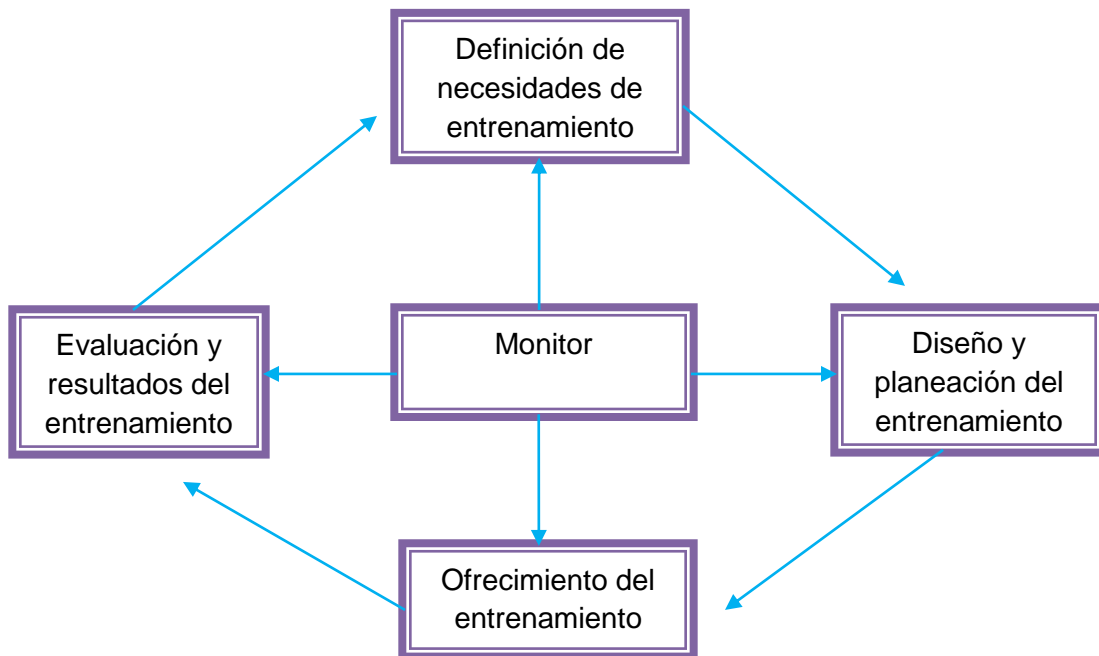 Definición de
necesidades de
entrenamiento
Evaluación y
resultados del
entrenamiento
Monitor
Diseño y
planeación del
entrenamiento
Ofrecimiento del
entrenamiento